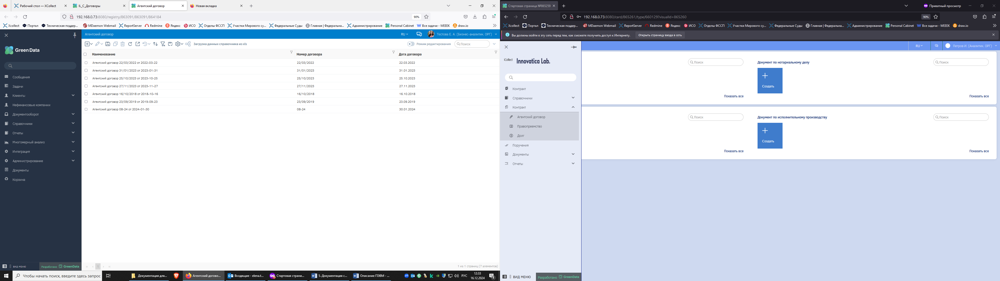 Рабочий стол — XCollect
IL_C_Договоры
Агентский договор
Новая вкладка
192.168.0.73:8080/registry/863091/863091/864184
90%
Xcollect
Портал
Техническая поддер...
MDaemon Webmail
ReportServer
Redmine
Яндекс
ИСО
Отделы ФССП
Участки Мирового су...
Федеральные Суды
Главная | Федеральна...
Администрирование
Personal Cabinet
Все задачи - WEEEK
draw.io
GreenData
Сообщения
Задачи
Клиенты
Нефинансовые компании
Документооборот
Справочники
Отчеты
Многомерный анализ
Интеграция
Администрирование
Документы
Корзина
ВИД МЕНЮ
Разработано GreenData
Агентский договор
RU
Тестова Е. А. (Бизнес-аналитик. ОРГ)
Загрузка данных справочника из xls
Режим редактирования
Поиск
Наименование Номер договора Дата договора
Агентский договор 22/03/2022 от 2022-03-22 22/03/2022 22.03.2022
Агентский договор 31/01/2023 от 2023-01-31 31/01/2023 31.01.2023
Агентский договор 25/10/2023 от 2023-10-25 25/10/2023 25.10.2023
Агентский договор 27/11/2023 от 2023-11-27 27/11/2023 27.11.2023
Агентский договор 16/10/2018 от 2018-10-16 16/10/2018 16.10.2018
Агентский договор 23/09/2019 от 2019-09-23 23/09/2019 23.09.2019
Агентский договор 08-24 от 2024-01-30 08-24 30.01.2024
1
1 из 1 страниц (7 элементов)
Чтобы начать поиск, введите здесь запрос
Документация для...
Агентский догово...
Входящие - elena.t...
Стартовая страни...
5. Документация с...
Описание ПЭВМ - ...
РУС
12:33
16.12.2024
8
Стартовая страница №865259
Приватный просмотр
192.168.0.73:8080/card/865261/type/660129?visualId=865260
90%
Xcollect
Портал
Техническая поддер...
MDaemon Webmail
ReportServer
Redmine
Яндекс
ИСО
Отделы ФССП
Участки Мирового су...
Федеральные Суды
Главная | Федеральна...
Администрирование
Personal Cabinet
Все задачи - WEEEK
draw.io
Вы должны войти в эту сеть перед тем, как сможете получить доступ к Интернету.
Открыть страницу входа в сеть
RU
Петров И. (Аналитик. ОРГ)
iCollect Innovatica Lab.
Контракт
Справочники
Контракт
Агентский договор
Правопреемство
Долг
Поручения
Документы
Отчеты
ВИД МЕНЮ
Разработано GreenData
Поиск
Документ по нотариальному делу
Поиск
Создать
Показать все
Показать все
Поиск
Документ по исполнительному производству
Поиск
Создать
Показать все
Показать все